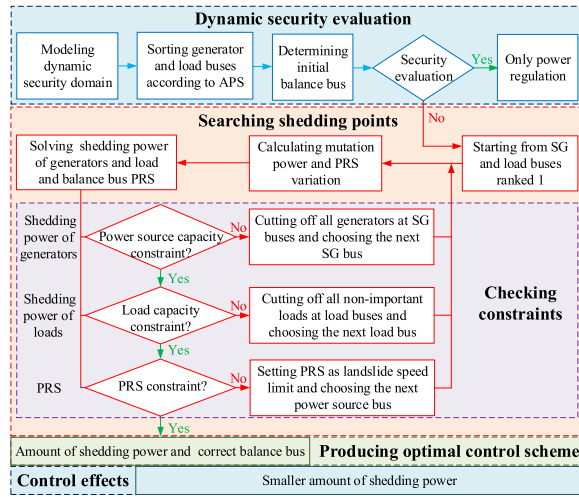 Dynamic security evaluation
Modeling
dynamic
security domain
Sorting generator
and load buses
according to APS
Determining
initial
balance bus
Security
evaluation
Yes
Only power
regulation
No
Searching shedding points
Solving shedding power
of generators and load
and balance bus PRS
Calculating mutation
power and PRS
variation
Starting from SG
and load buses
ranked 1
Shedding
power of
generators
Power source capacity
constraint?
No
Cutting off all generators at SG
buses and choosing the next
SG bus
Yes
Shedding
power of
loads
Load capacity
constraint?
No
Cutting off all non-important
loads at load buses and
choosing the next load bus
Checking
constraints
Yes
PRS
PRS constraint?
No
Setting PRS as landslide speed
limit and choosing the next
power source bus
Yes
Amount of shedding power and correct balance bus
Producing optimal control scheme
Control effects
Smaller amount of shedding power